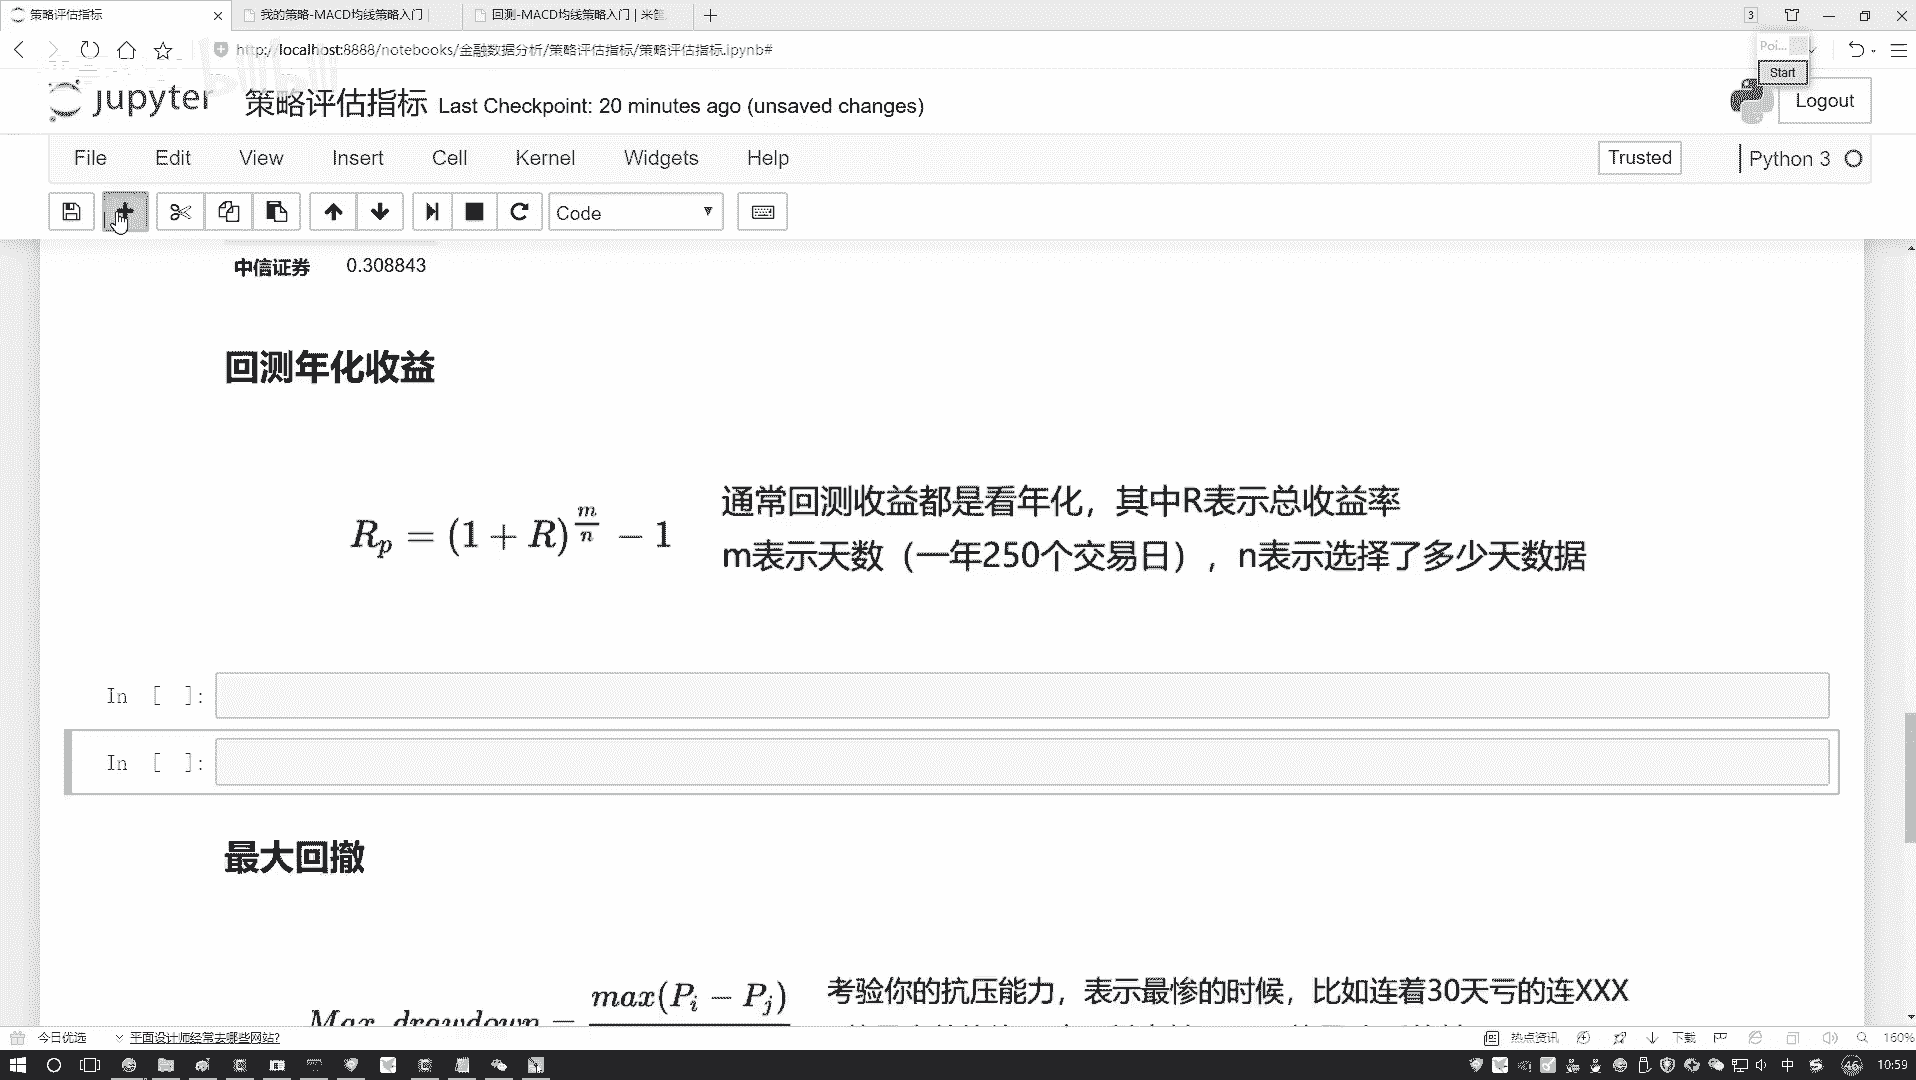 策略评估指标
我的策略-MACD均线策略入门
回测-MACD均线策略入门 | 米筐
3
http://localhost:8888/notebooks/金融数据分析/策略评估指标/策略评估指标.ipynb#
Poi...
Start
jupyter
策略评估指标 Last Checkpoint: 20 minutes ago (unsaved changes)
Logout
File Edit View Insert Cell Kernel Widgets Help
Trusted
Python 3
Code
中信证券 0.308843
回测年化收益
R_p = (1 + R)^{\frac{m}{n}} − 1
通常回测收益都是看年化，其中R表示总收益率
m表示天数（一年250个交易日），n表示选择了多少天数据
In [ ]:
In [ ]:
最大回撤
Max_drawdown = max(P_i − P_j)
考验你的抗压能力，表示最惨的时候，比如连着30天亏的连XXX
今日优选
平面设计师经常去哪些网站?
热点资讯
下载
160%
中
46
10:59